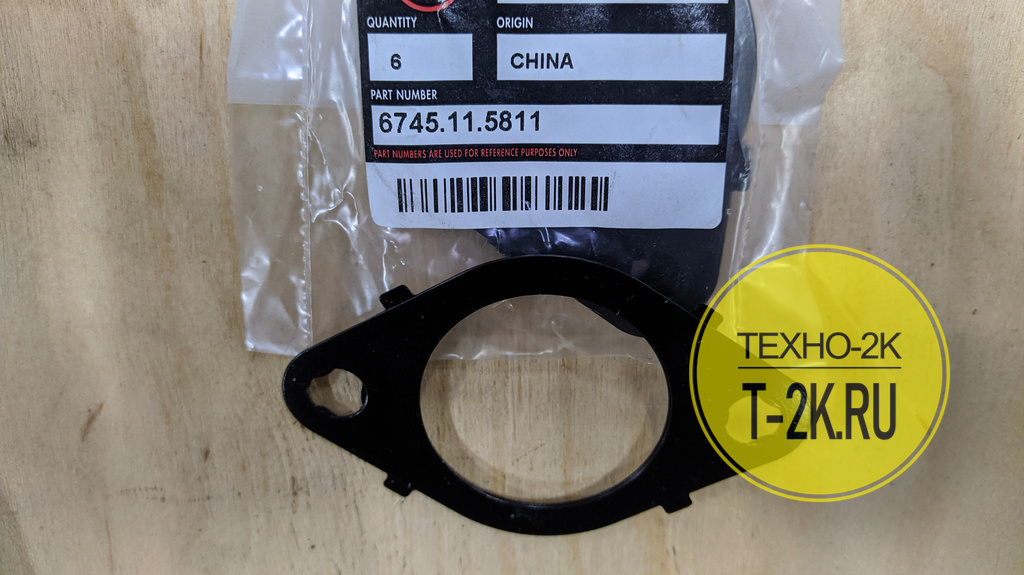 QUANTITY
ORIGIN
6
CHINA
PART NUMBER
6745.11.5811
PART NUMBERS ARE USED FOR REFERENCE PURPOSES ONLY
ТЕХНО-2К
T-2K.RU